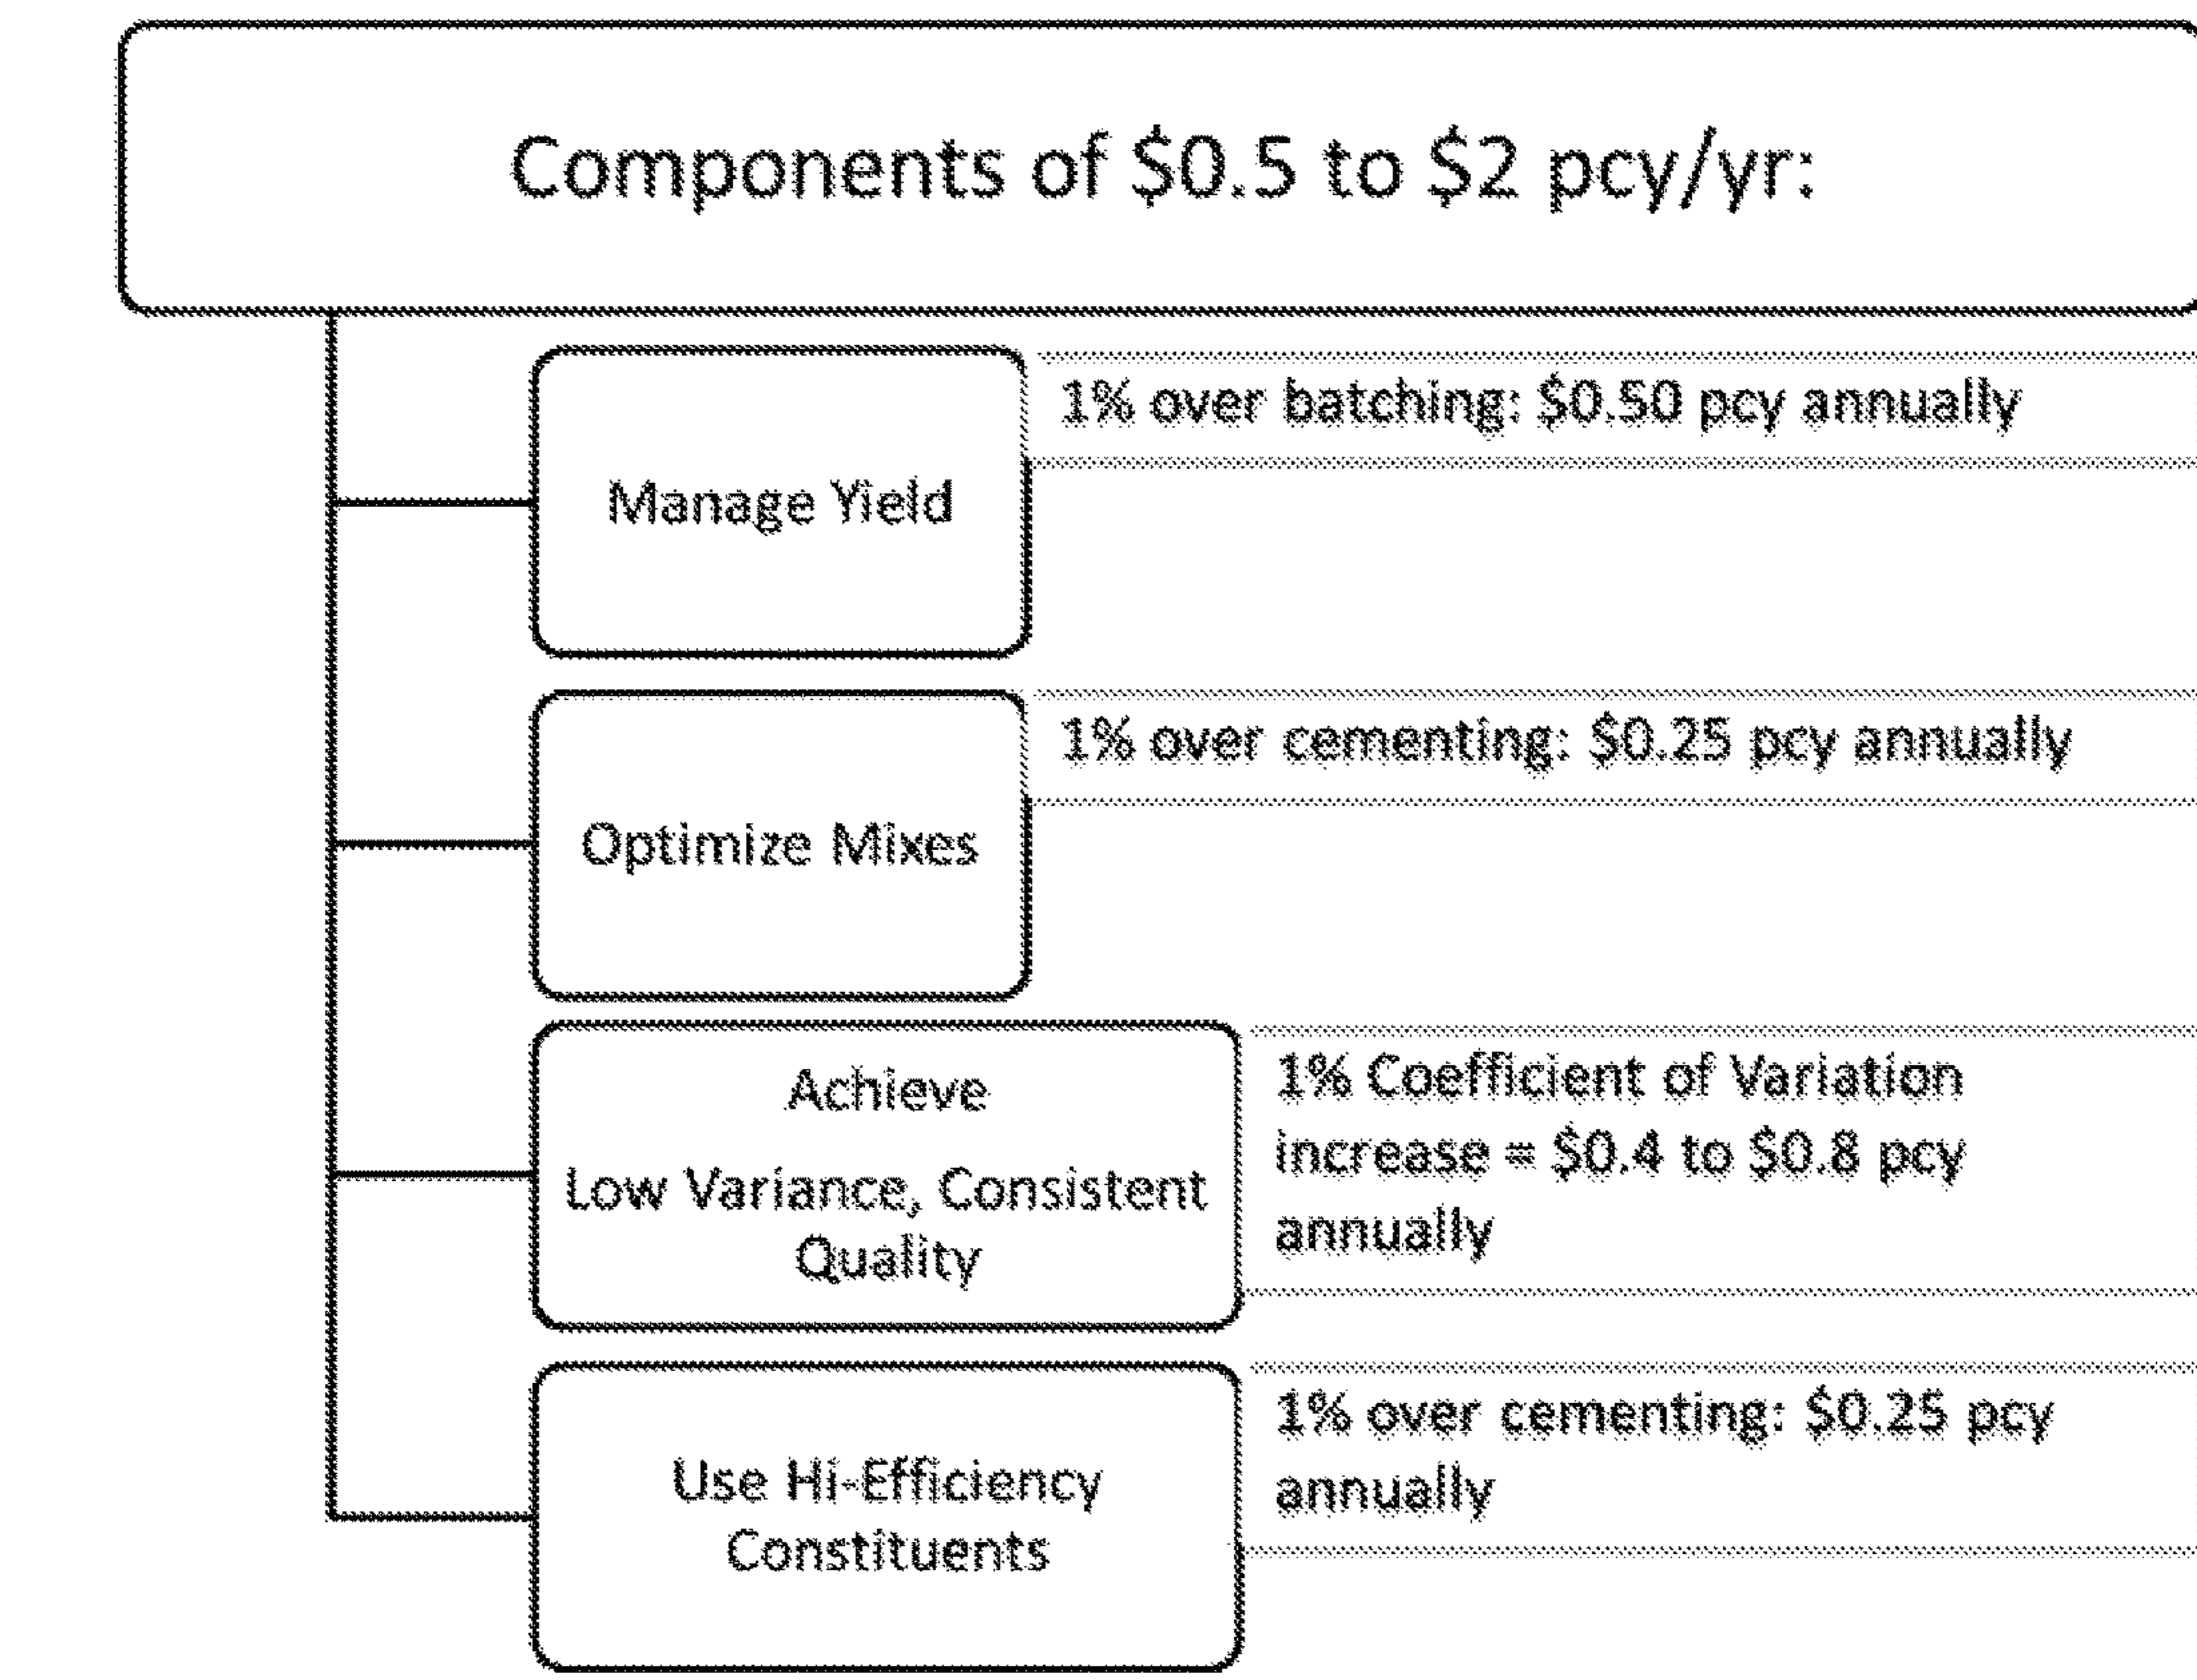 Components of $0.5 to $2 pcy/yr:
Manage Yield
1% over batching: $0.50 pcy annually
Optimize Mixes
1% over cementing: $0.25 pcy annually
Achieve
Low Variance, Consistent
Quality
1% Coefficient of Variation
increase = $0.4 to $0.8 pcy
annually
Use Hi-Efficiency
Constituents
1% over cementing: $0.25 pcy
annually